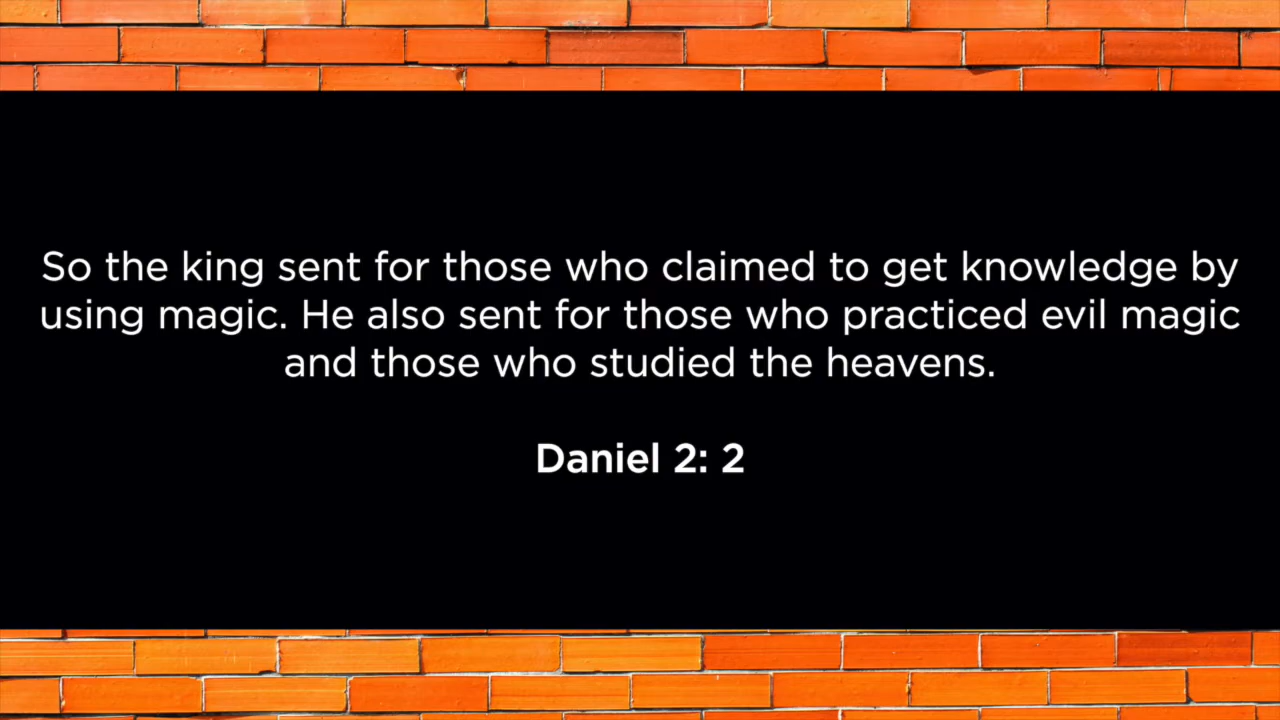 So the king sent for those who claimed to get knowledge by
using magic. He also sent for those who practiced evil magic
and those who studied the heavens.
Daniel 2: 2